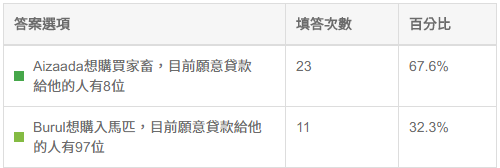 答案選項 填答次數 百分比
Aizaada想購買家畜，目前願意貸款 23 67.6%
給他的人有8位
Burul想購入馬匹，目前願意貸款給他 11 32.3%
的人有97位